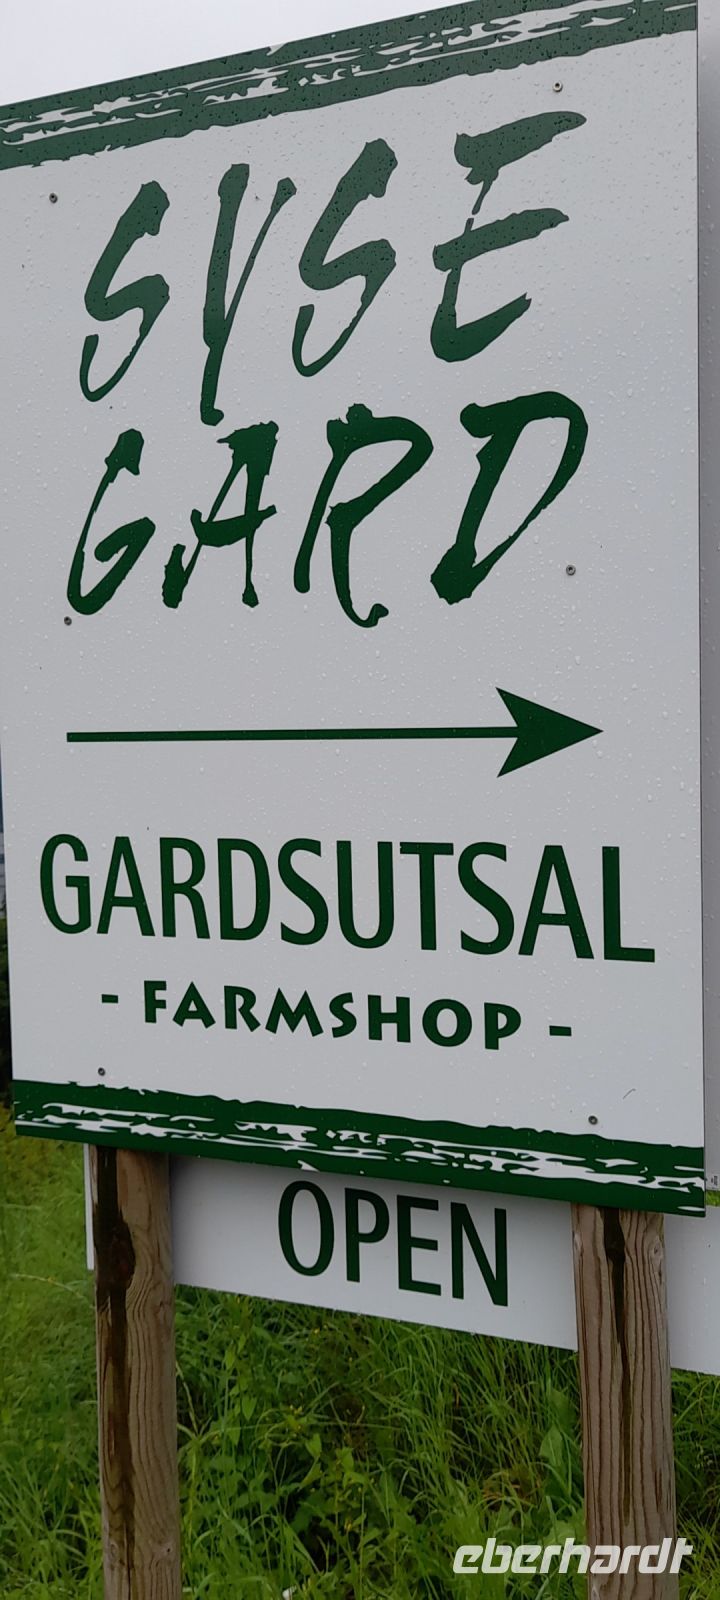 SYSE
GARD
GARDSUTSAL
- FARMSHOP -
OPEN
eberhardt